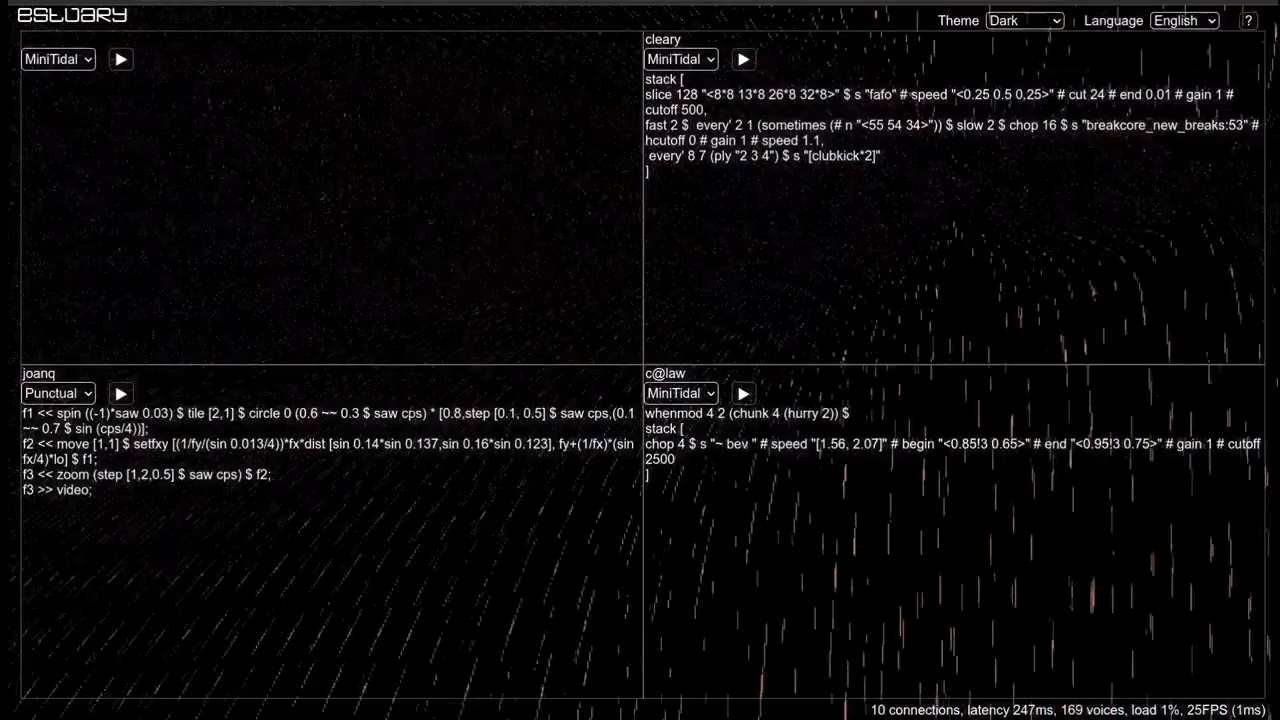 estuary
Theme Dark Language English ?
MiniTidal
cleary
MiniTidal
stack [
slice 128 "<8*8 13*8 26*8 32*8>" $ s "fafo" # speed "<0.25 0.5 0,25>" # cut 24 # end 0.01 # gain 1 #
cutoff 500,
fast 2 $  every' 2 1 (sometimes (# n "<55 54 34>")) $ slow 2 $ chop 16 $ s "breakcore_new_breaks:53" #
hcutoff 0 # gain 1 # speed 1.1,
every' 8 7 (ply "2 3 4") $ s "[clubkick*2]"
]
joanq
Punctual
f1 << spin ((-1)*saw 0.03) $ tile [2,1] $ circle 0 (0.6 ~~ 0.3 $ saw cps) * [0.8,step [0.1, 0.5] $ saw cps,(0.1
~~ 0.7 $ sin (cps/4))];
f2 << move [1,1] $ setfxy [(1/fy/(sin 0.013/4))*fx*dist [sin 0.14*sin 0.137,sin 0.16*sin 0.123], fy+(1/fx)*(sin
fx/4)*lo] $ f1;
f3 << zoom (step [1,2,0.5] $ saw cps) $ f2;
f3 >> video;
c@law
MiniTidal
whenmod 4 2 (chunk 4 (hurry 2)) $
stack [
chop 4 $ s "~ bev " # speed "[1.56, 2.07]" # begin "<0.85!3 0.65>" # end "<0.95!3 0.75>" # gain 1 # cutoff
2500
]
10 connections, latency 247ms, 169 voices, load 1%, 25FPS (1ms)